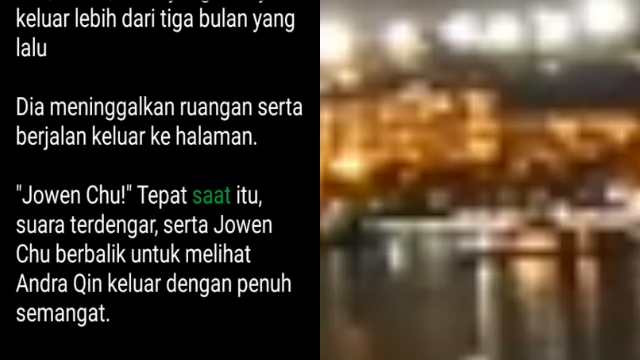 keluar lebih dari tiga bulan yang
lalu
Dia meninggalkan ruangan serta
berjalan keluar ke halaman.
"Jowen Chu!" Tepat saat itu,
suara terdengar, serta Jowen
Chu berbalik untuk melihat
Andra Qin keluar dengan penuh
semangat.